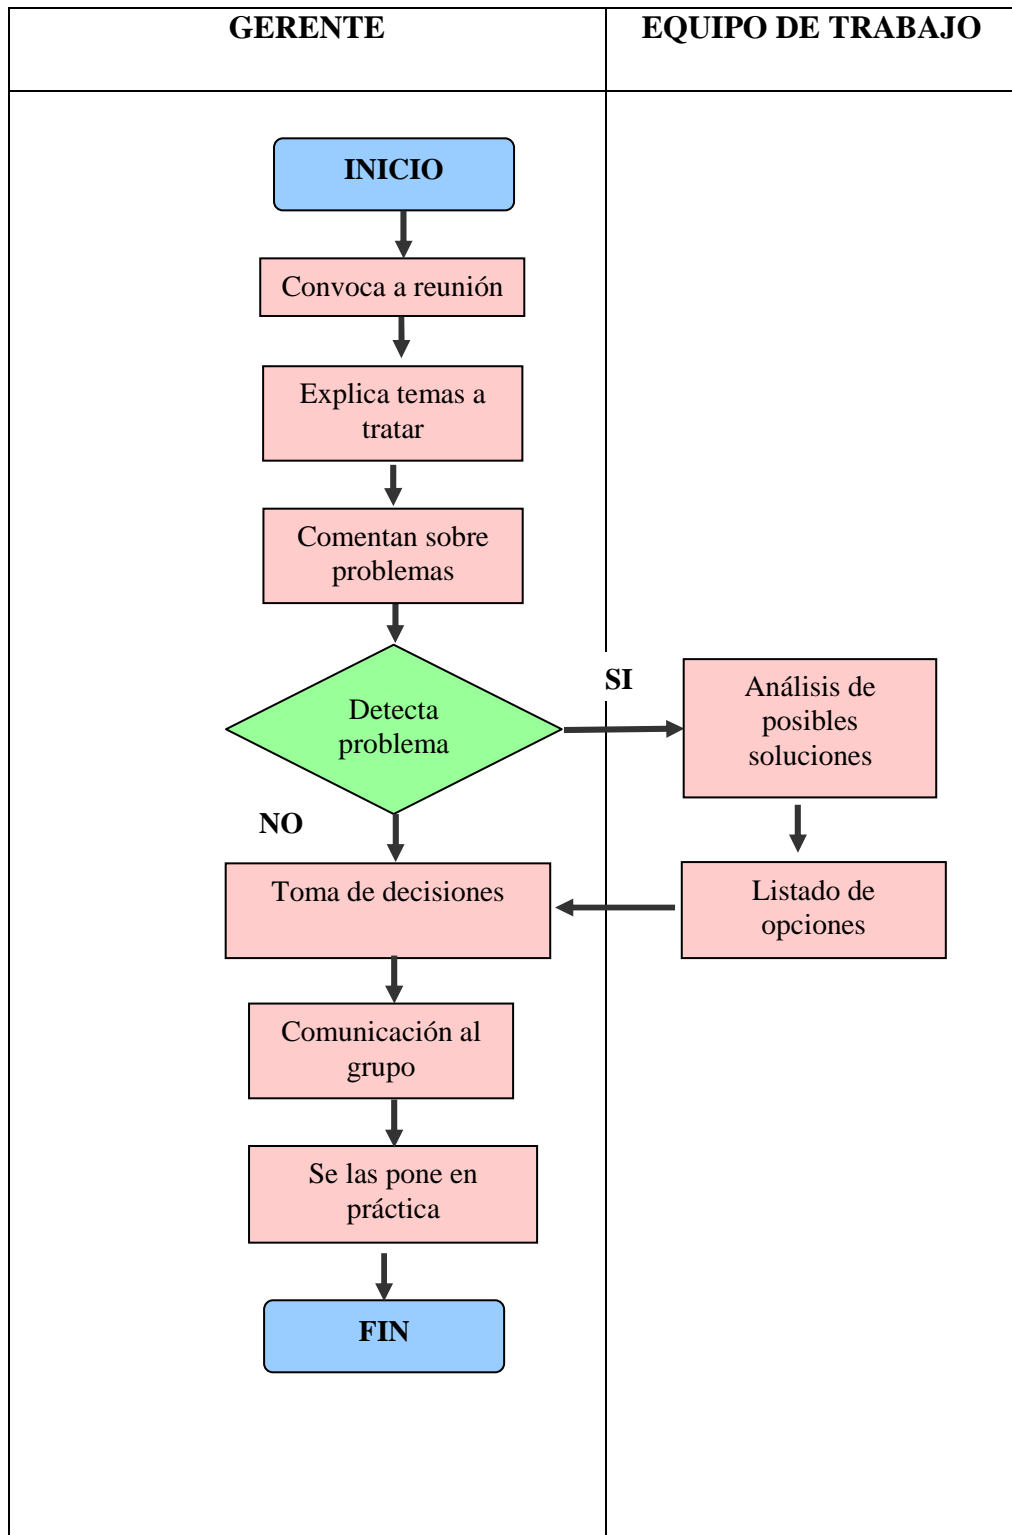 GERENTE
EQUIPO DE TRABAJO
INICIO
Convoca a reunión
Explica temas a
tratar
Comentan sobre
problemas
Detecta
problema
SI
Análisis de
posibles
soluciones
NO
Toma de decisiones
Listado de
opciones
Comunicación al
grupo
Se las pone en
práctica
FIN